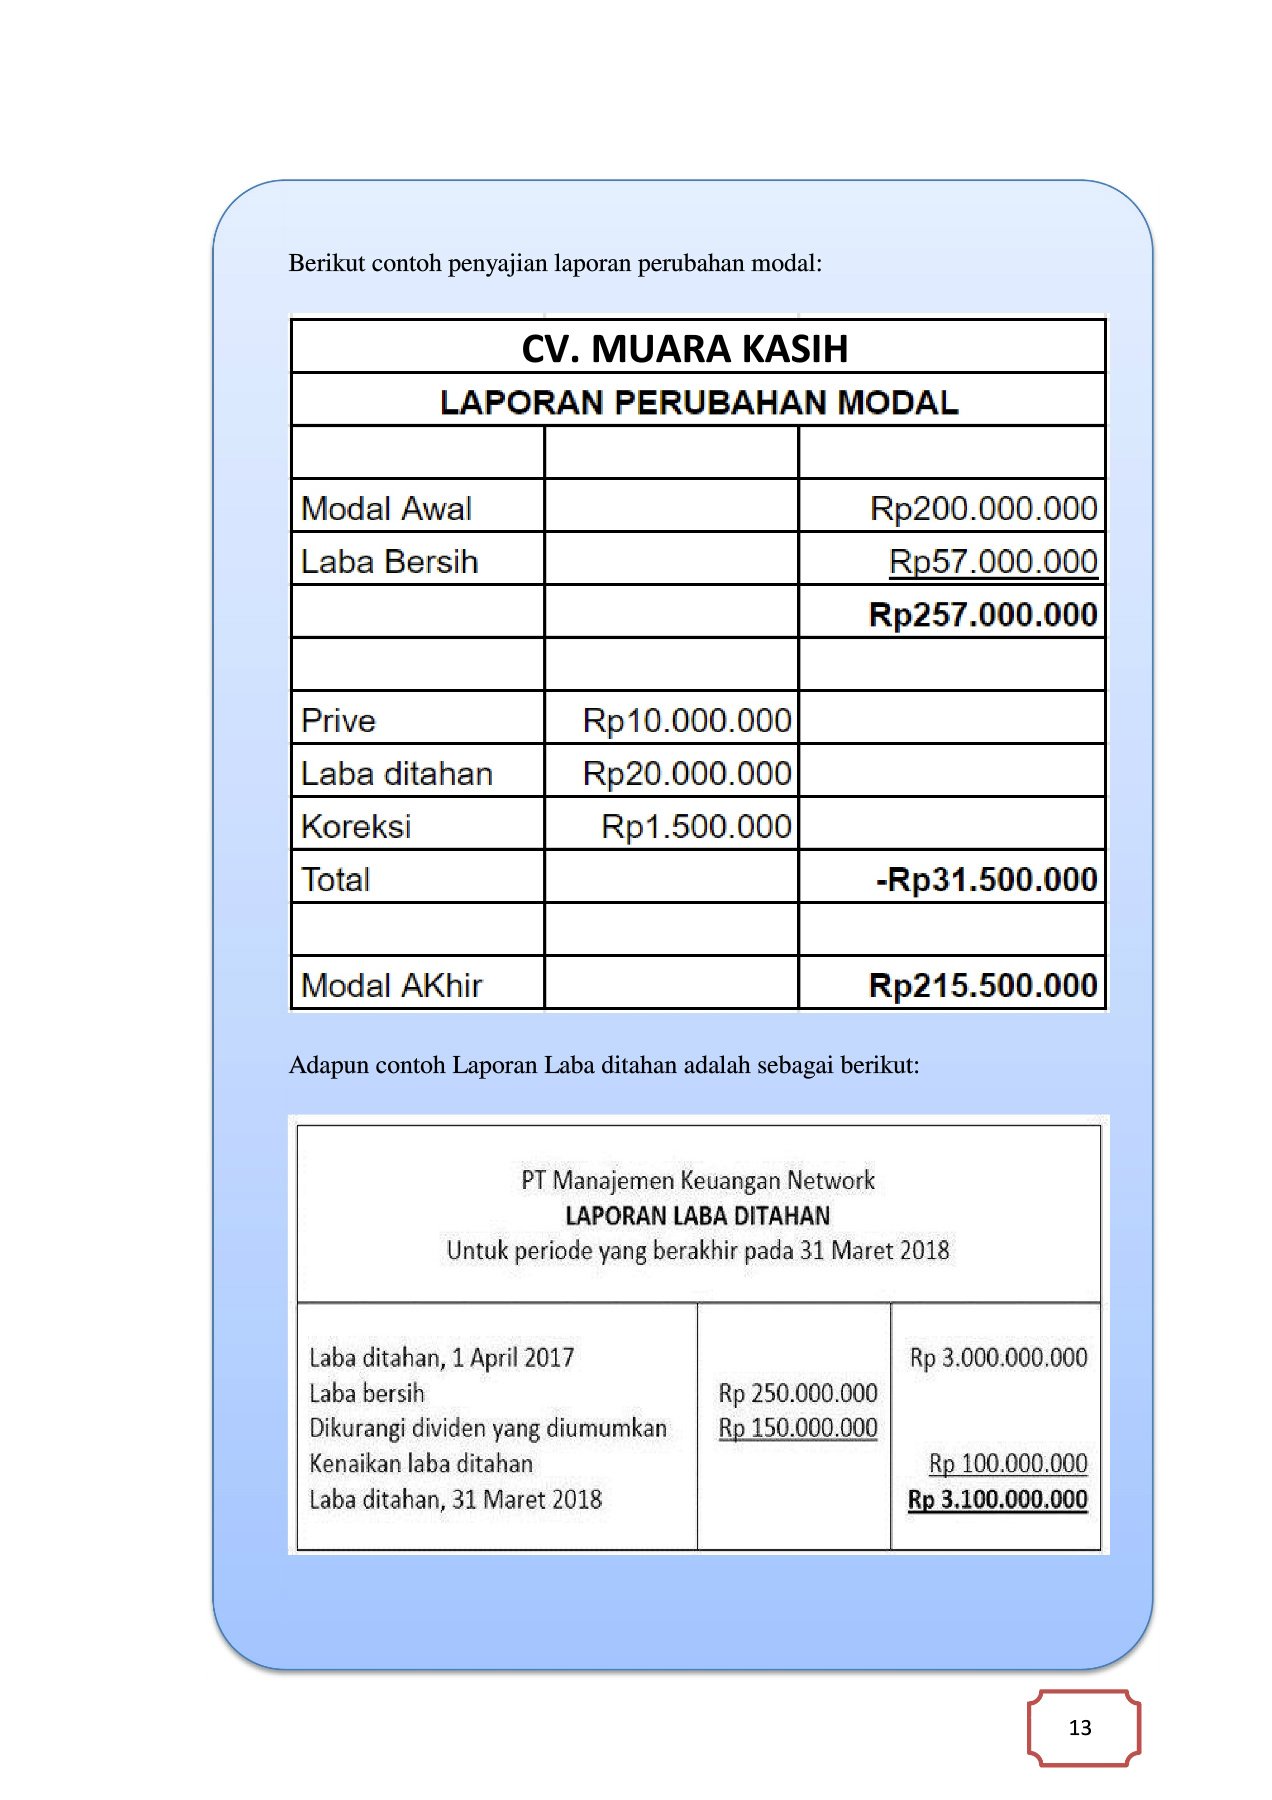 Berikut contoh penyajian laporan perubahan modal:
CV. MUARA KASIH
LAPORAN PERUBAHAN MODAL
Modal Awal Rp200.000.000
Laba Bersih Rp57.000.000
Rp257.000.000
Prive Rp10.000.000
Laba ditahan Rp20.000.000
Koreksi Rp1.500.000
Total -Rp31.500.000
Modal AKhir Rp215.500.000
Adapun contoh Laporan Laba ditahan adalah sebagai berikut:
PT Manajemen Keuangan Network
LAPORAN LABA DITAHAN
Untuk periode yang berakhir pada 31 Maret 2018
Laba ditahan, 1 April 2017 Rp 3.000.000.000
Laba bersih Rp 250.000.000
Dikurangi dividen yang diumumkan Rp 150.000.000
Kenaikan laba ditahan Rp 100.000.000
Laba ditahan, 31 Maret 2018 Rp 3.100.000.000
13